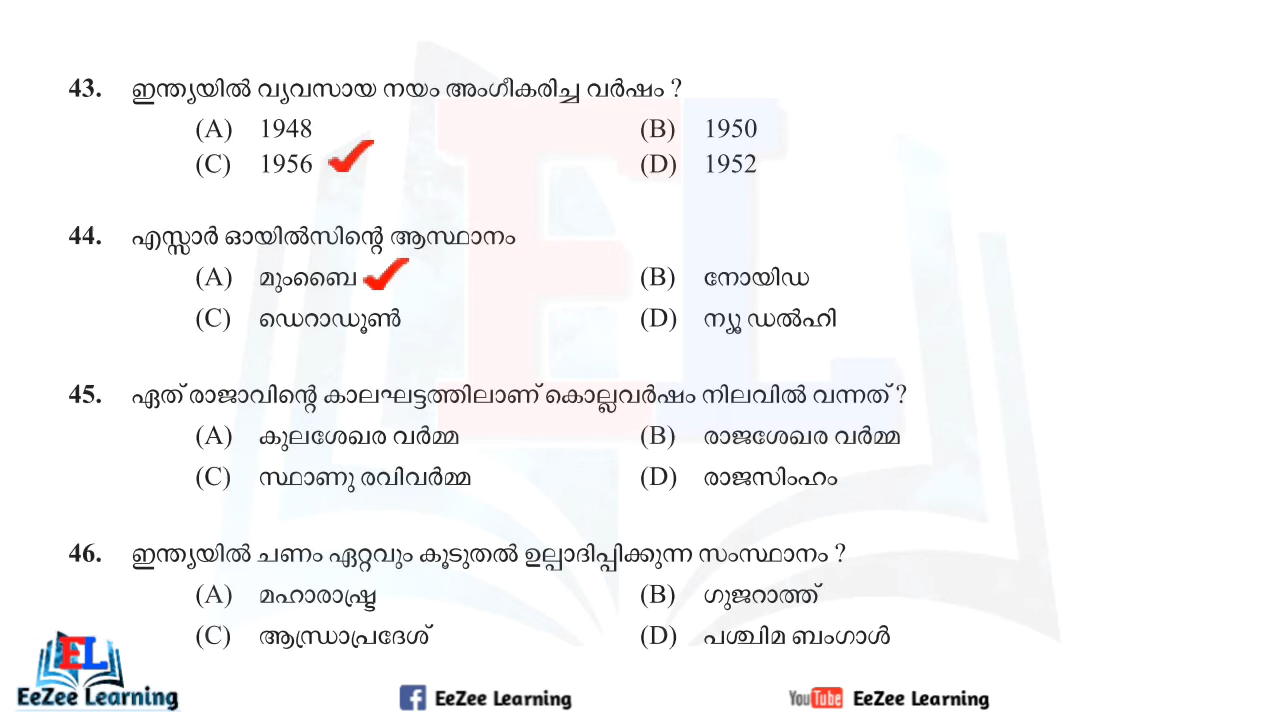 43. ഇന്ത്യയിൽ വ്യവസായ നയം അംഗീകരിച്ച വർഷം ?
(A) 1948 (B) 1950
(C) 1956 (D) 1952
44. എസ്സാർ ഓയിൽസിന്റെ ആസ്ഥാനം
(A) മുംബൈ (B) നോയിഡ
(C) ഡെറാഡൂൺ (D) ന്യൂ ഡൽഹി
45. ഏത് രാജാവിന്റെ കാലഘട്ടത്തിലാണ് കൊല്ലവർഷം നിലവിൽ വന്നത് ?
(A) കുലശേഖര വർമ്മ (B) രാജശേഖര വർമ്മ
(C) സ്ഥാണു രവിവർമ്മ (D) രാജസിംഹം
46. ഇന്ത്യയിൽ ചണം ഏറ്റവും കൂടുതൽ ഉല്പാദിപ്പിക്കുന്ന സംസ്ഥാനം ?
(A) മഹാരാഷ്ട്ര (B) ഗുജറാത്ത്
(C) ആന്ധ്രാപ്രദേശ് (D) പശ്ചിമ ബംഗാൾ
EL
EeZee Learning
f EeZee Learning
YouTube EeZee Learning